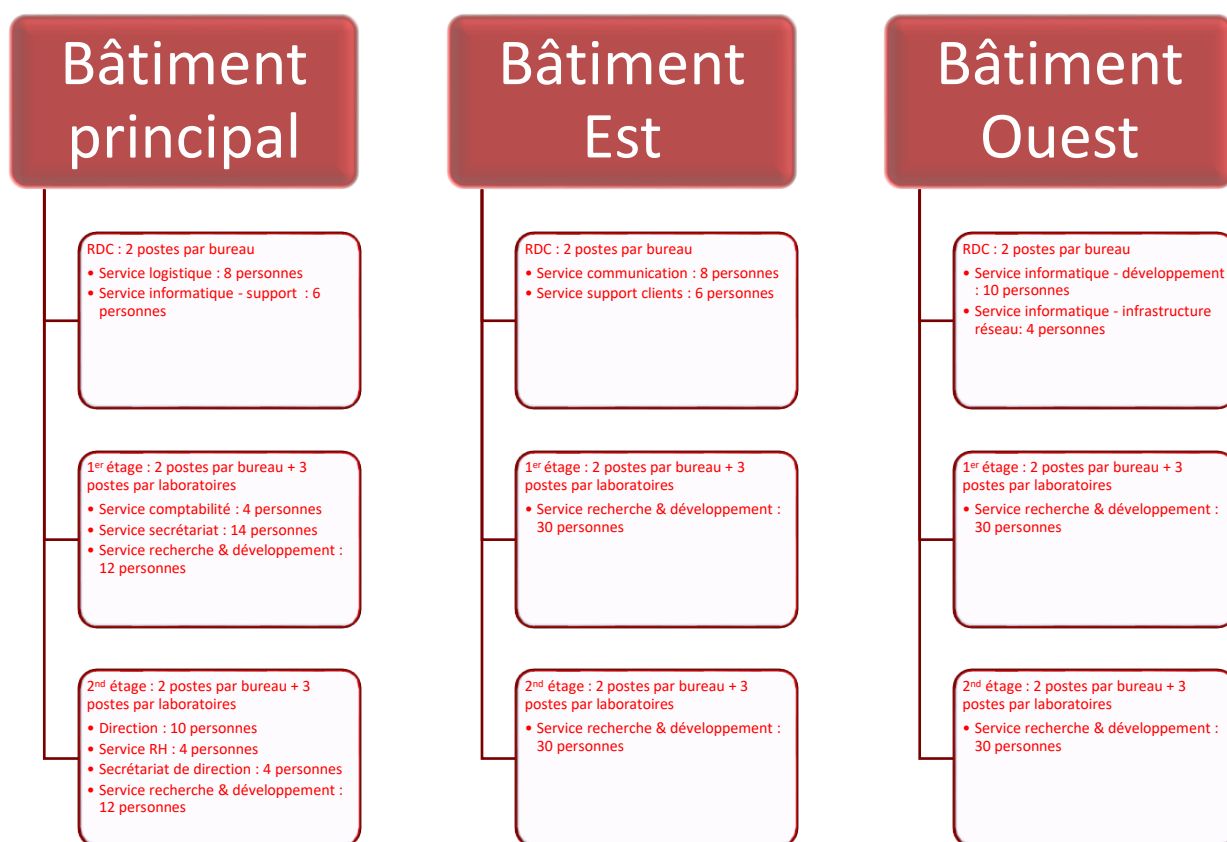 Bâtiment
principal
RDC : 2 postes par bureau
• Service logistique : 8 personnes
• Service informatique - support : 6
personnes
1er étage : 2 postes par bureau + 3
postes par laboratoires
• Service comptabilité : 4 personnes
• Service secrétariat : 14 personnes
• Service recherche & développement :
12 personnes
2nd étage : 2 postes par bureau + 3
postes par laboratoires
• Direction : 10 personnes
• Service RH : 4 personnes
• Secrétariat de direction : 4 personnes
• Service recherche & développement :
12 personnes
Bâtiment
Est
RDC : 2 postes par bureau
• Service communication : 8 personnes
• Service support clients : 6 personnes
1er étage : 2 postes par bureau + 3
postes par laboratoires
• Service recherche & développement :
30 personnes
2nd étage : 2 postes par bureau + 3
postes par laboratoires
• Service recherche & développement :
30 personnes
Bâtiment
Ouest
RDC : 2 postes par bureau
• Service informatique - développement
: 10 personnes
• Service informatique - infrastructure
réseau: 4 personnes
1er étage : 2 postes par bureau + 3
postes par laboratoires
• Service recherche & développement :
30 personnes
2nd étage : 2 postes par bureau + 3
postes par laboratoires
• Service recherche & développement :
30 personnes